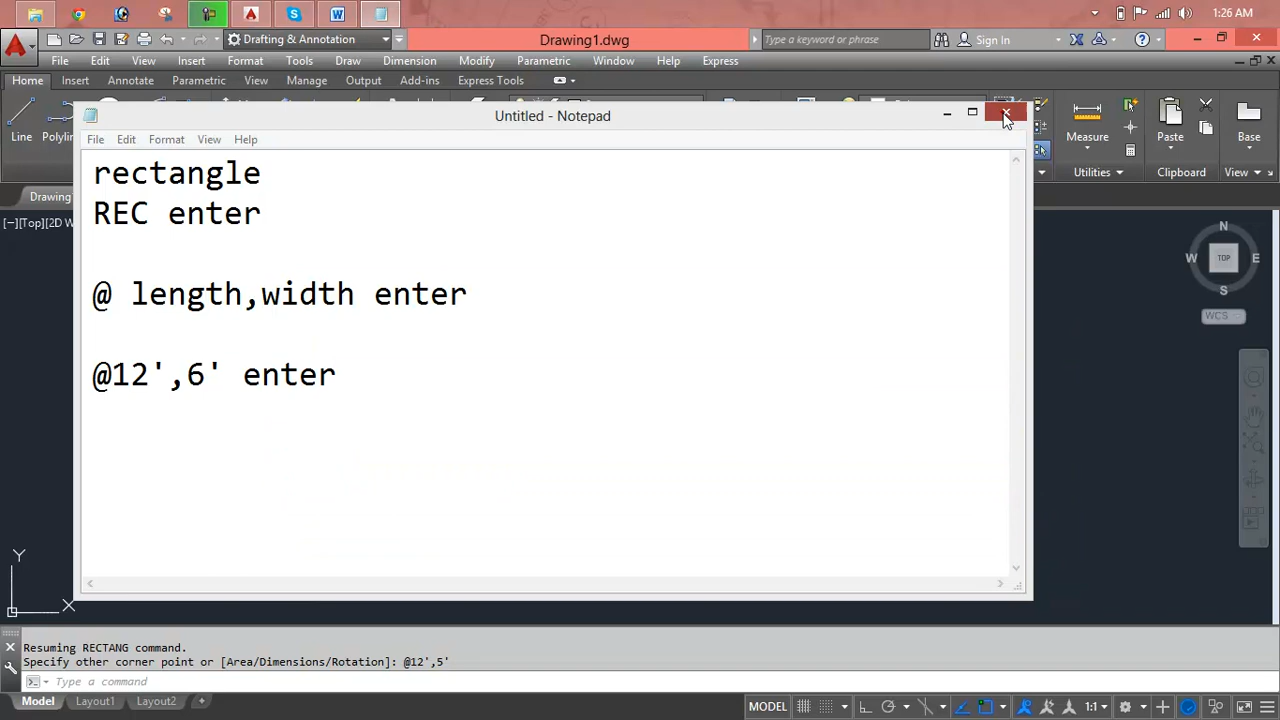 1:26 AM
Drafting & Annotation
Drawing1.dwg
Type a keyword or phrase
Sign In
File Edit View Insert Format Tools Draw Dimension Modify Parametric Window Help Express
Home Insert Annotate Parametric View Manage Output Add-ins Express Tools
Line
Measure
Paste
Base
Utilities
Clipboard
View
Drawing
[−][Top][2D W
Untitled - Notepad
File Edit Format View Help
rectangle
REC enter
@ length,width enter
@12',6' enter
N
W TOP E
S
WCS
Y
X
Resuming RECTANG command.
Specify other corner point or [Area/Dimensions/Rotation]: @12',5'
Type a command
Model Layout1 Layout2
MODEL
1:1